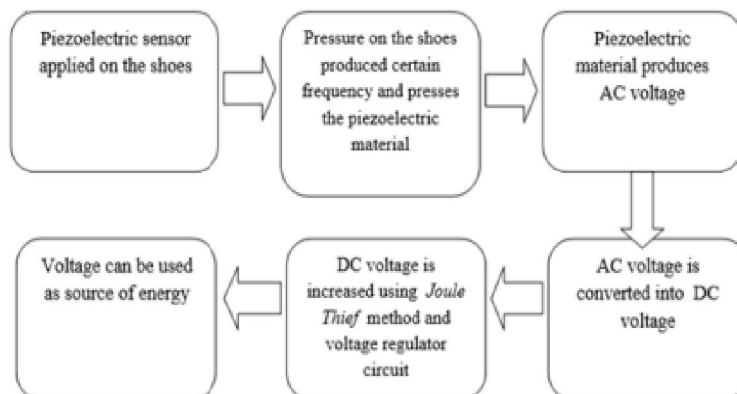 Piezoelectric sensor
applied on the shoes
Pressure on the shoes
produced certain
frequency and presses
the piezoelectric
material
Piezoelectric
material produces
AC voltage
AC voltage is
converted into DC
voltage
DC voltage is
increased using Joule
Thief method and
voltage regulator
circuit
Voltage can be used
as source of energy